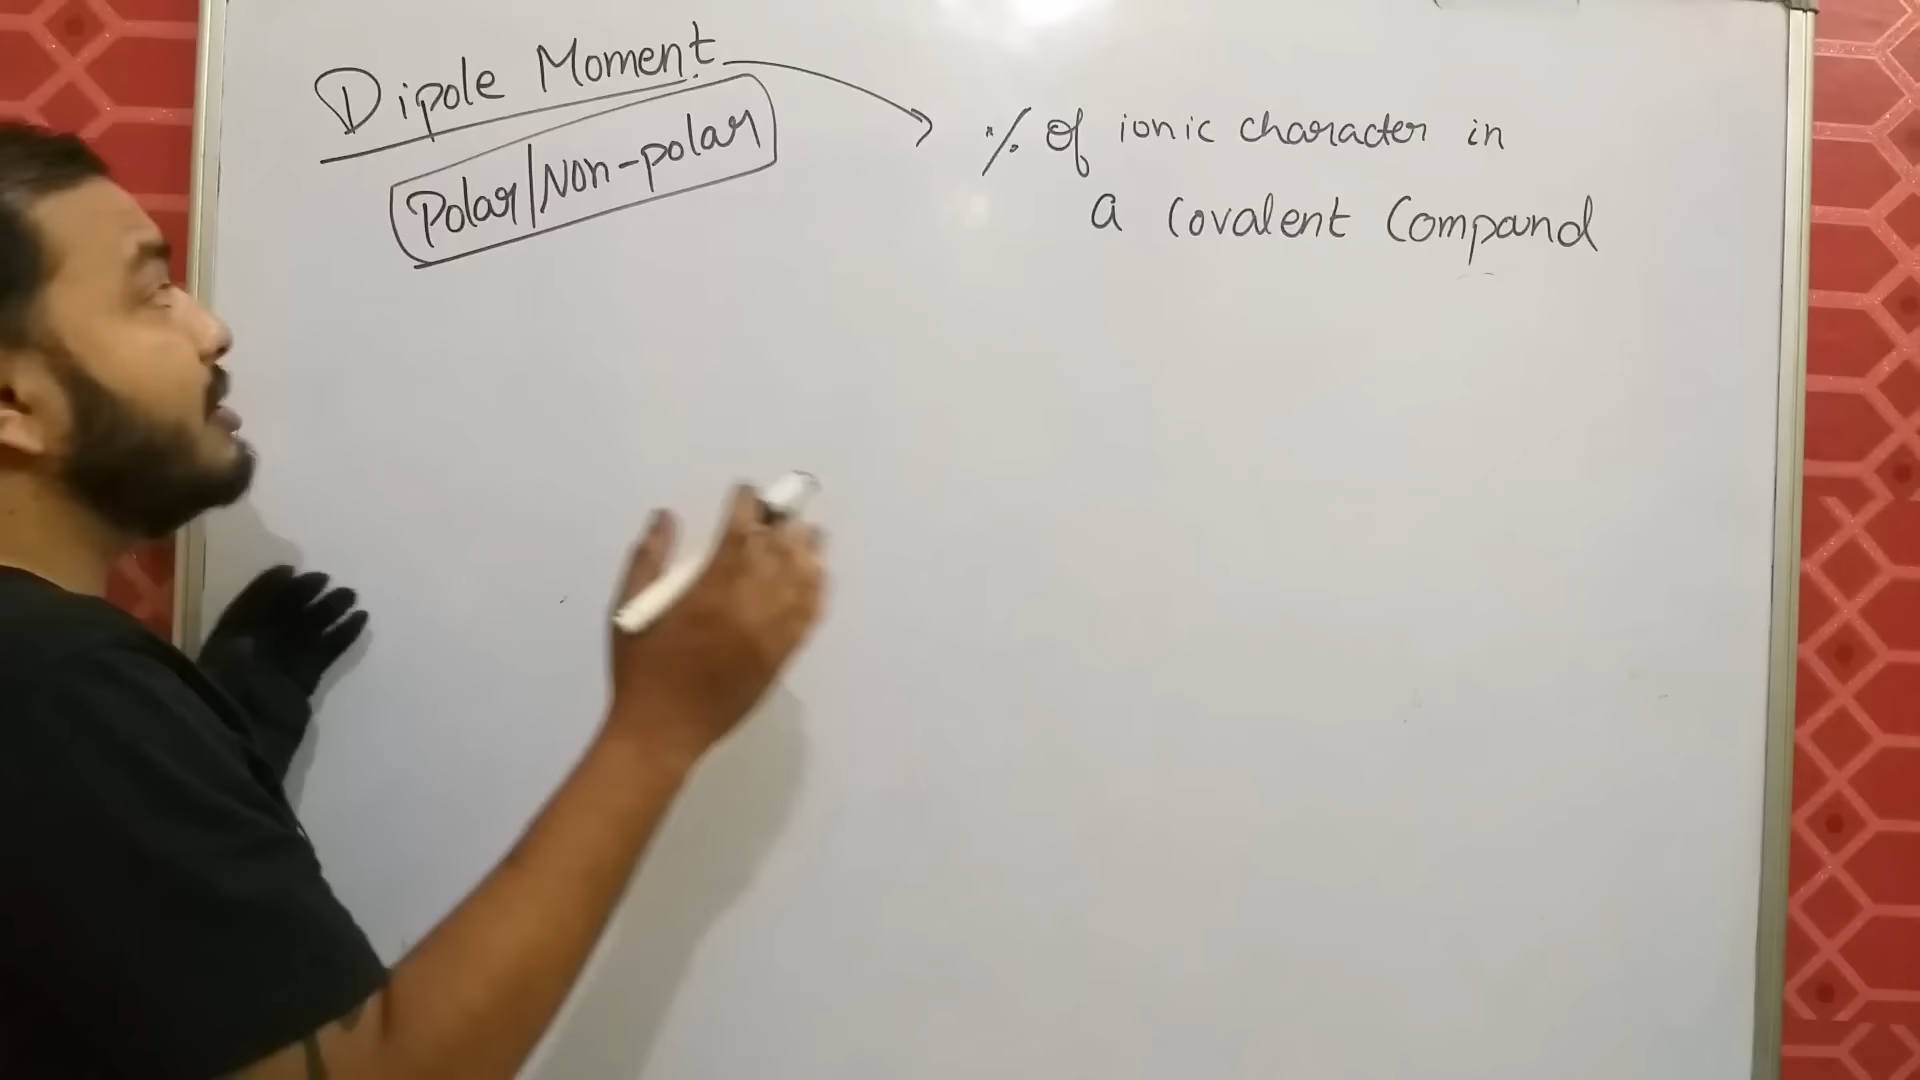 Dipole Moment
Polar/Non-polar
% of ionic character in
a Covalent Compound